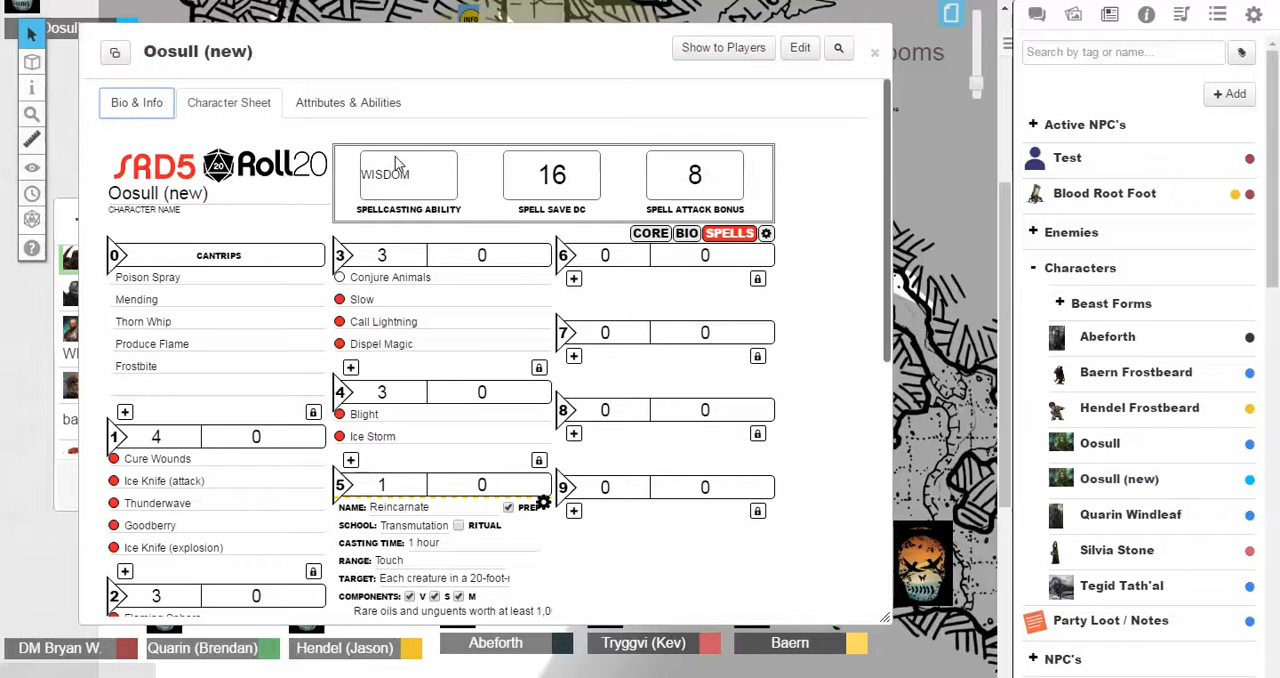 INFO
Oosul
ooms
Oosull (new)
Show to Players
Edit
Bio & Info
Character Sheet
Attributes & Abilities
SRD5 20 Roll20
Oosull (new)
CHARACTER NAME
WISDOM
16
8
SPELLCASTING ABILITY
SPELL SAVE DC
SPELL ATTACK BONUS
CORE BIO SPELLS
0 CANTRIPS
Poison Spray
Mending
Thorn Whip
Produce Flame
Frostbite
+
1 4 0
Cure Wounds
Ice Knife (attack)
Thunderwave
Goodberry
Ice Knife (explosion)
+
2 3 0
Flaming Sphere
3 3 0
Conjure Animals
Slow
Call Lightning
Dispel Magic
+
4 3 0
Blight
Ice Storm
+
5 1 0
NAME: Reincarnate PREP
SCHOOL: Transmutation RITUAL
CASTING TIME: 1 hour
RANGE: Touch
TARGET: Each creature in a 20-foot-r
COMPONENTS: V S M
Rare oils and unguents worth at least 1,0
6 0 0
+
7 0 0
+
8 0 0
+
9 0 0
+
W
ba
DM Bryan W.
Quarin (Brendan)
Hendel (Jason)
Abeforth
Tryggvi (Kev)
Baern
Search by tag or name...
+ Add
+ Active NPC's
Test
Blood Root Foot
+ Enemies
- Characters
+ Beast Forms
Abeforth
Baern Frostbeard
Hendel Frostbeard
Oosull
Oosull (new)
Quarin Windleaf
Silvia Stone
Tegid Tath'al
Party Loot / Notes
+ NPC's